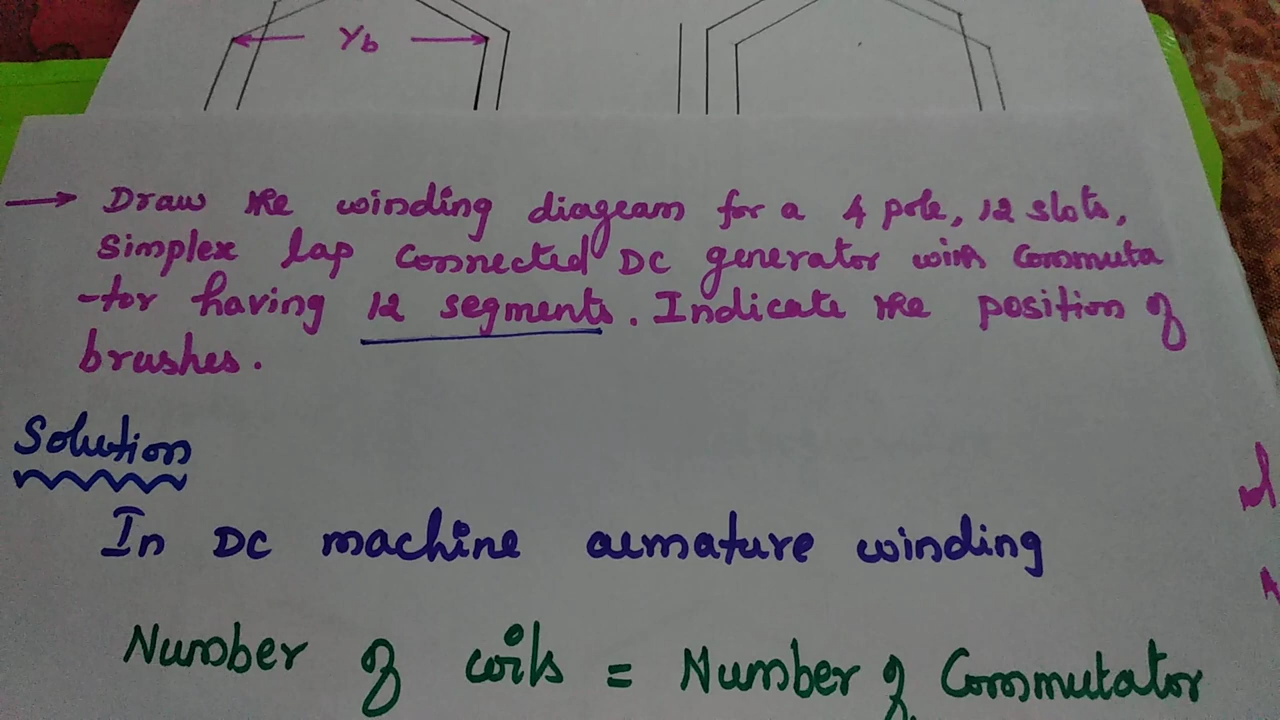 Yb
→ Draw the winding diagram for a 4 pole, 12 slots,
Simplex lap Connected DC generator with Commuta
-tor having 12 segments. Indicate the position of
brushes.
Solution
In DC machine armature winding
Number of coils = Number of Commutator